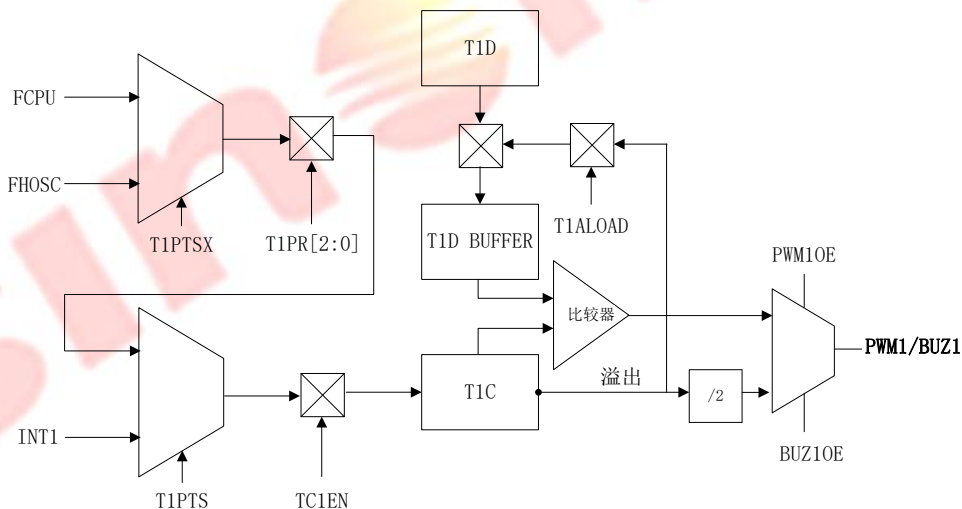 T1D
FCPU
FHOSC
T1PTSX
T1PR[2:0]
T1ALOAD
T1D BUFFER
PWM1OE
比较器
PWM1/BUZ1
T1C
溢出
/2
INT1
BUZ1OE
T1PTS
TC1EN